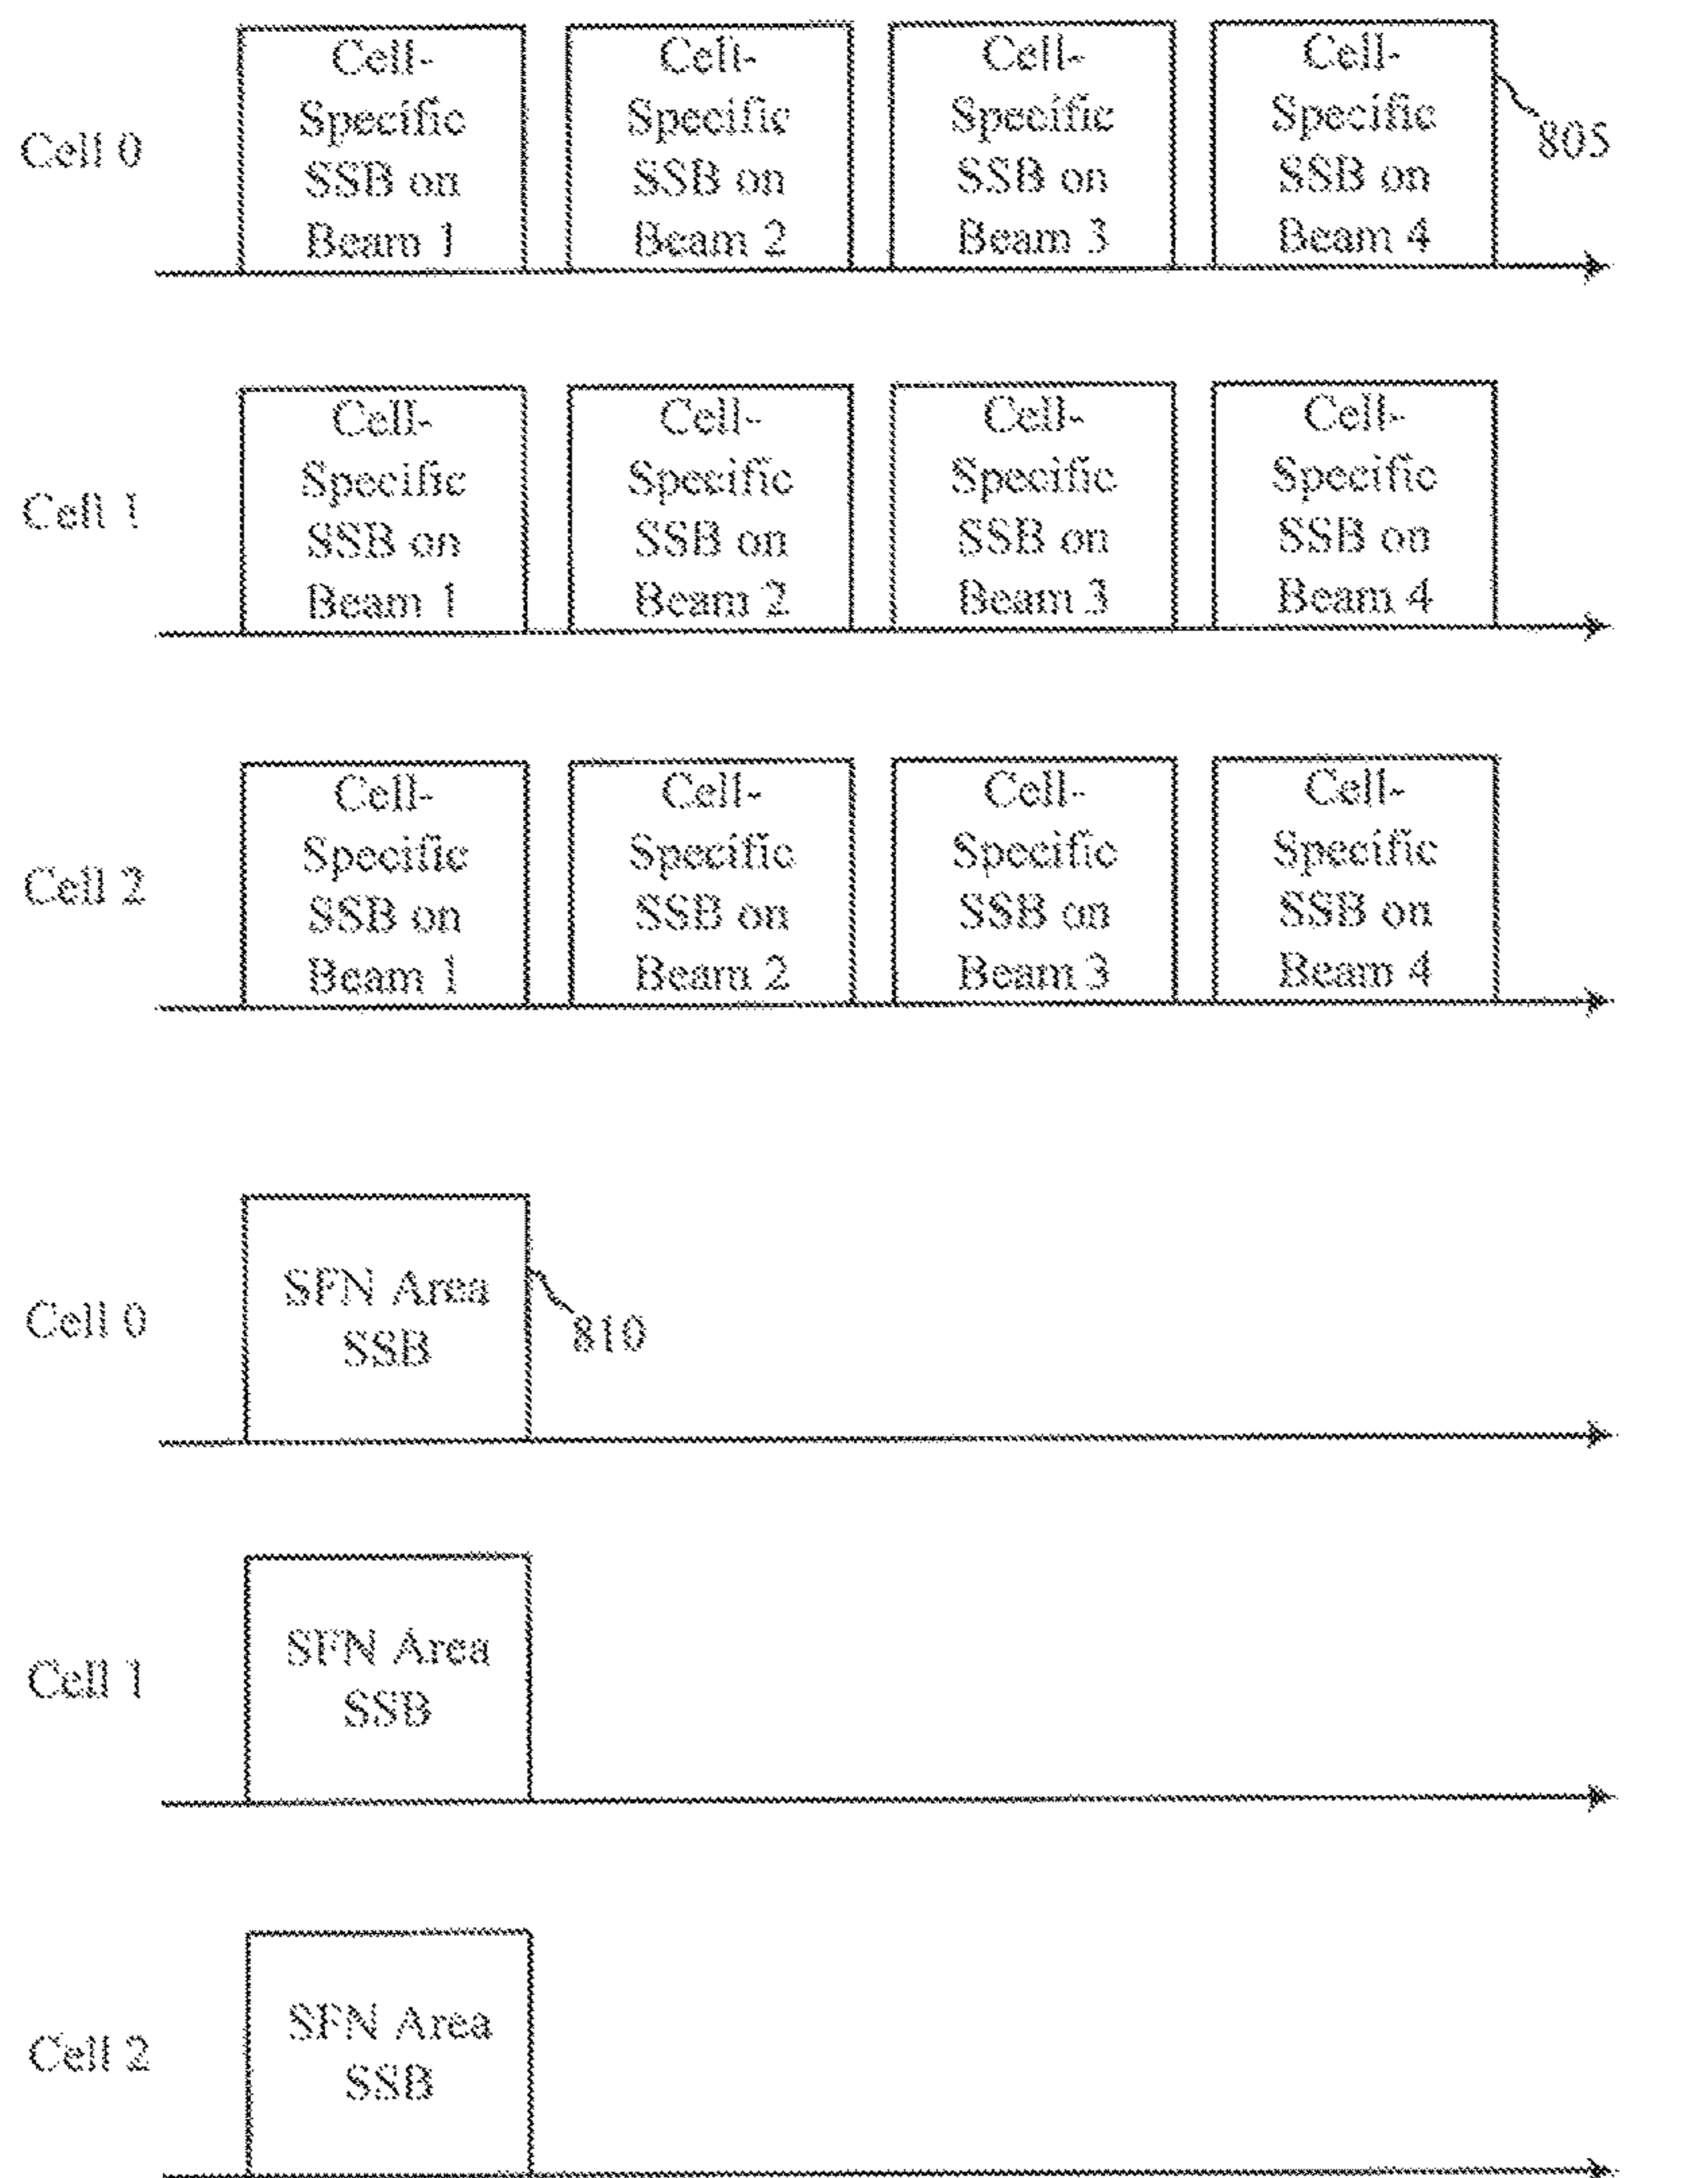 Cell 0
Cell-
Specific
SSB on
Beam 1
Cell-
Specific
SSB on
Beam 2
Cell-
Specific
SSB on
Beam 3
Cell-
Specific
SSB on
Beam 4
805
Cell 1
Cell-
Specific
SSB on
Beam 1
Cell-
Specific
SSB on
Beam 2
Cell-
Specific
SSB on
Beam 3
Cell-
Specific
SSB on
Beam 4
Cell 2
Cell-
Specific
SSB on
Beam 1
Cell-
Specific
SSB on
Beam 2
Cell-
Specific
SSB on
Beam 3
Cell-
Specific
SSB on
Beam 4
Cell 0
SFN Area
SSB
810
Cell 1
SFN Area
SSB
Cell 2
SFN Area
SSB